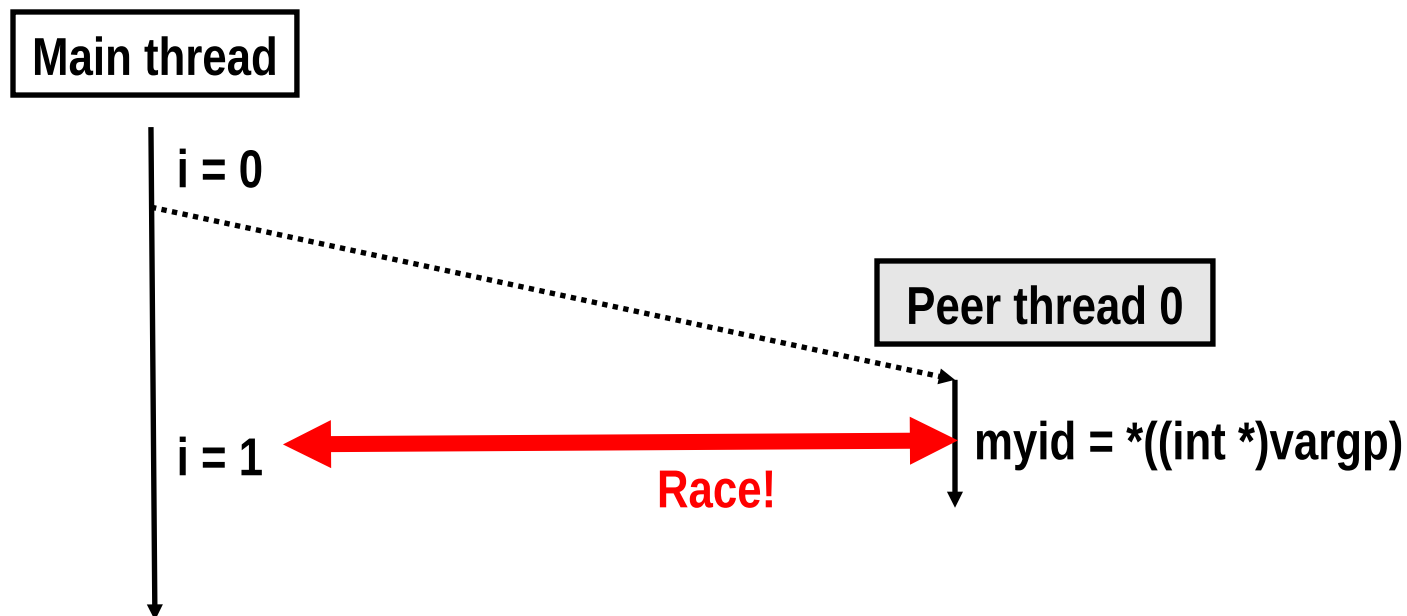 Main thread
i = 0
Peer thread 0
i = 1
myid = *((int *)vargp)
Race!